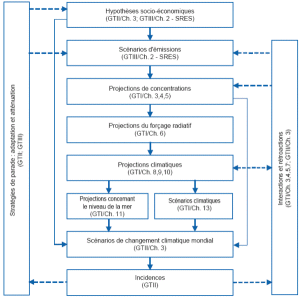 Hypothèses socio-économiques
(GTII/Ch. 3; GTIII/Ch. 2 - SRES)
Scénarios d'émissions
(GTIII/Ch. 2 - SRES)
Projections de concentrations
(GTI/Ch. 3,4,5)
Projections du forçage radiatif
(GTI/Ch. 6)
Projections climatiques
(GTI/Ch. 8,9,10)
Projections concernant
le niveau de la mer
(GTI/Ch. 11)
Scénarios climatiques
(GTI/Ch. 13)
Scénarios de changement climatique mondial
(GTII/Ch. 3)
Incidences
(GTII)
Stratégies de parade : adaptation et atténuation
(GTII; GTIII)
Interactions et rétroactions
(GTI/Ch. 3,4,5,7; GTII/Ch. 3)